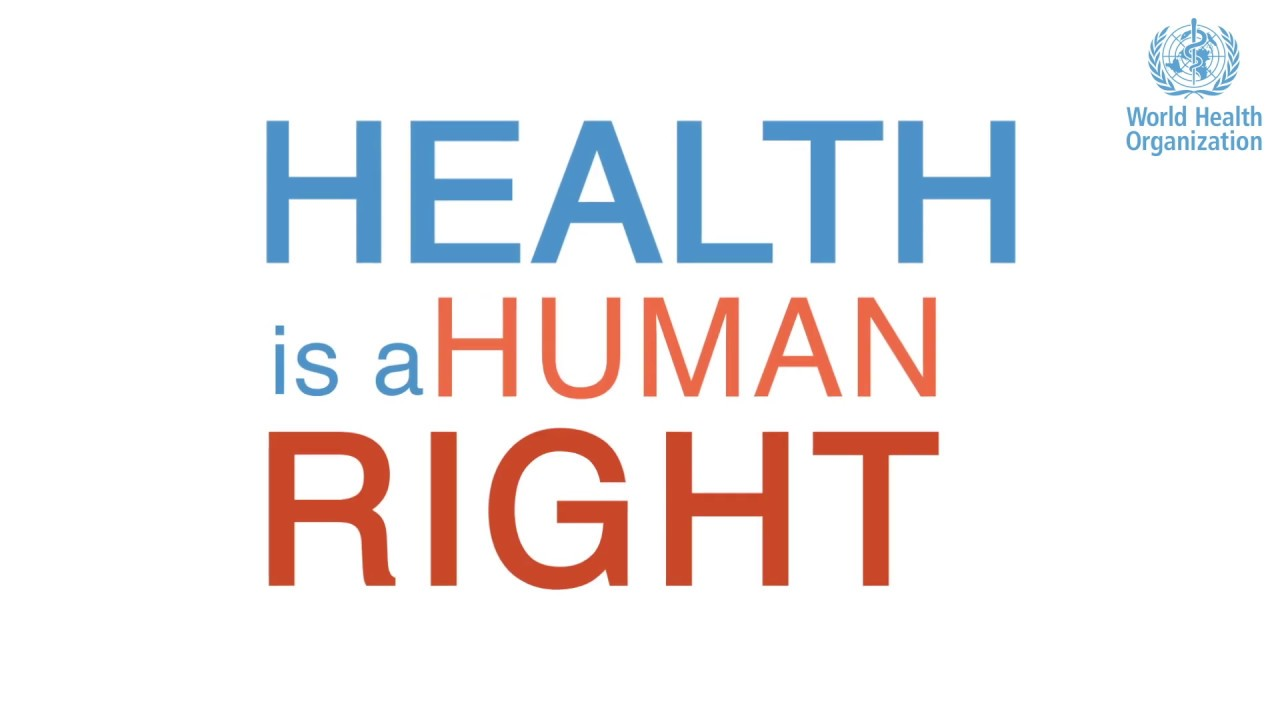 HEALTH
is a HUMAN
RIGHT
World Health
Organization